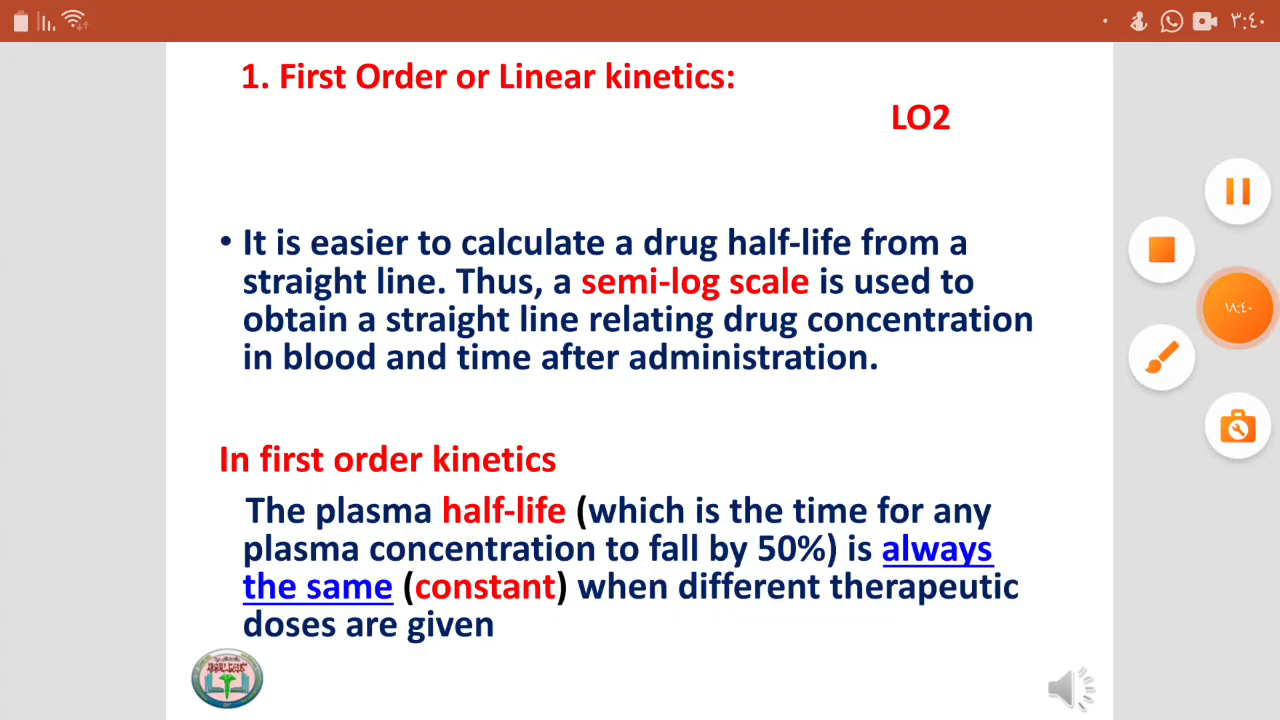 ٣:٤٠
1. First Order or Linear kinetics:
LO2
• It is easier to calculate a drug half-life from a
straight line. Thus, a semi-log scale is used to
obtain a straight line relating drug concentration
in blood and time after administration.
١٨:٤٠
In first order kinetics
The plasma half-life (which is the time for any
plasma concentration to fall by 50%) is always
the same (constant) when different therapeutic
doses are given